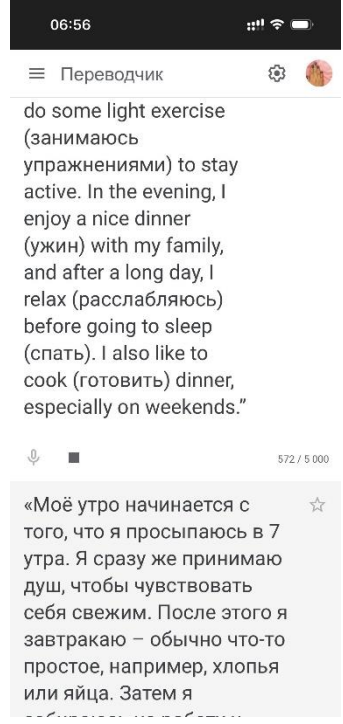 06:56
Переводчик
do some light exercise
(занимаюсь
упражнениями) to stay
active. In the evening, I
enjoy a nice dinner
(ужин) with my family,
and after a long day, I
relax (расслабляюсь)
before going to sleep
(спать). I also like to
cook (готовить) dinner,
especially on weekends.”
572 / 5 000
«Моё утро начинается с
того, что я просыпаюсь в 7
утра. Я сразу же принимаю
душ, чтобы чувствовать
себя свежим. После этого я
завтракаю – обычно что-то
простое, например, хлопья
или яйца. Затем я